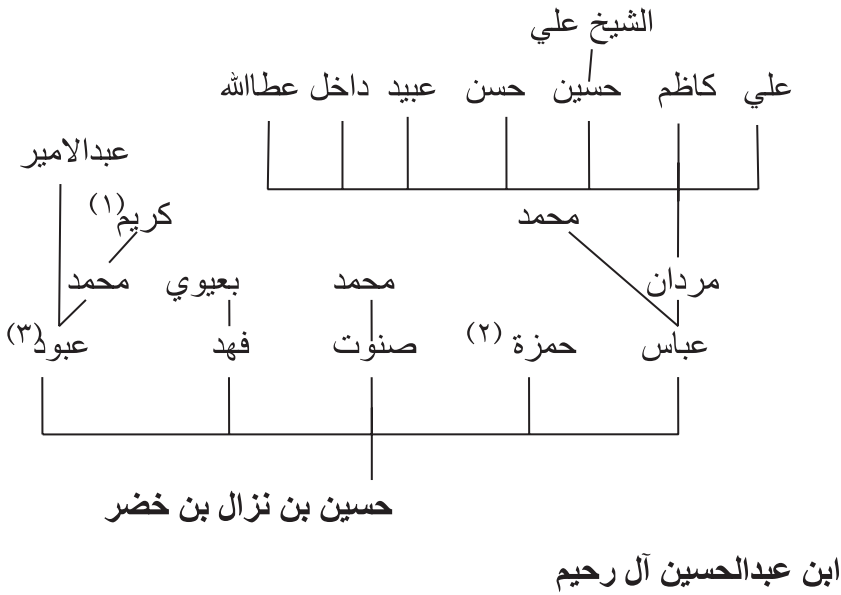 الشيخ علي
علي كاظم حسين حسن عبيد داخل عطاالله
عبدالامير
محمد كريم(١)
مردان محمد بعيوي محمد
عباس حمزة (٢) صنوت فهد عبود(٣)
حسين بن نزال بن خضر
ابن عبدالحسين آل رحيم